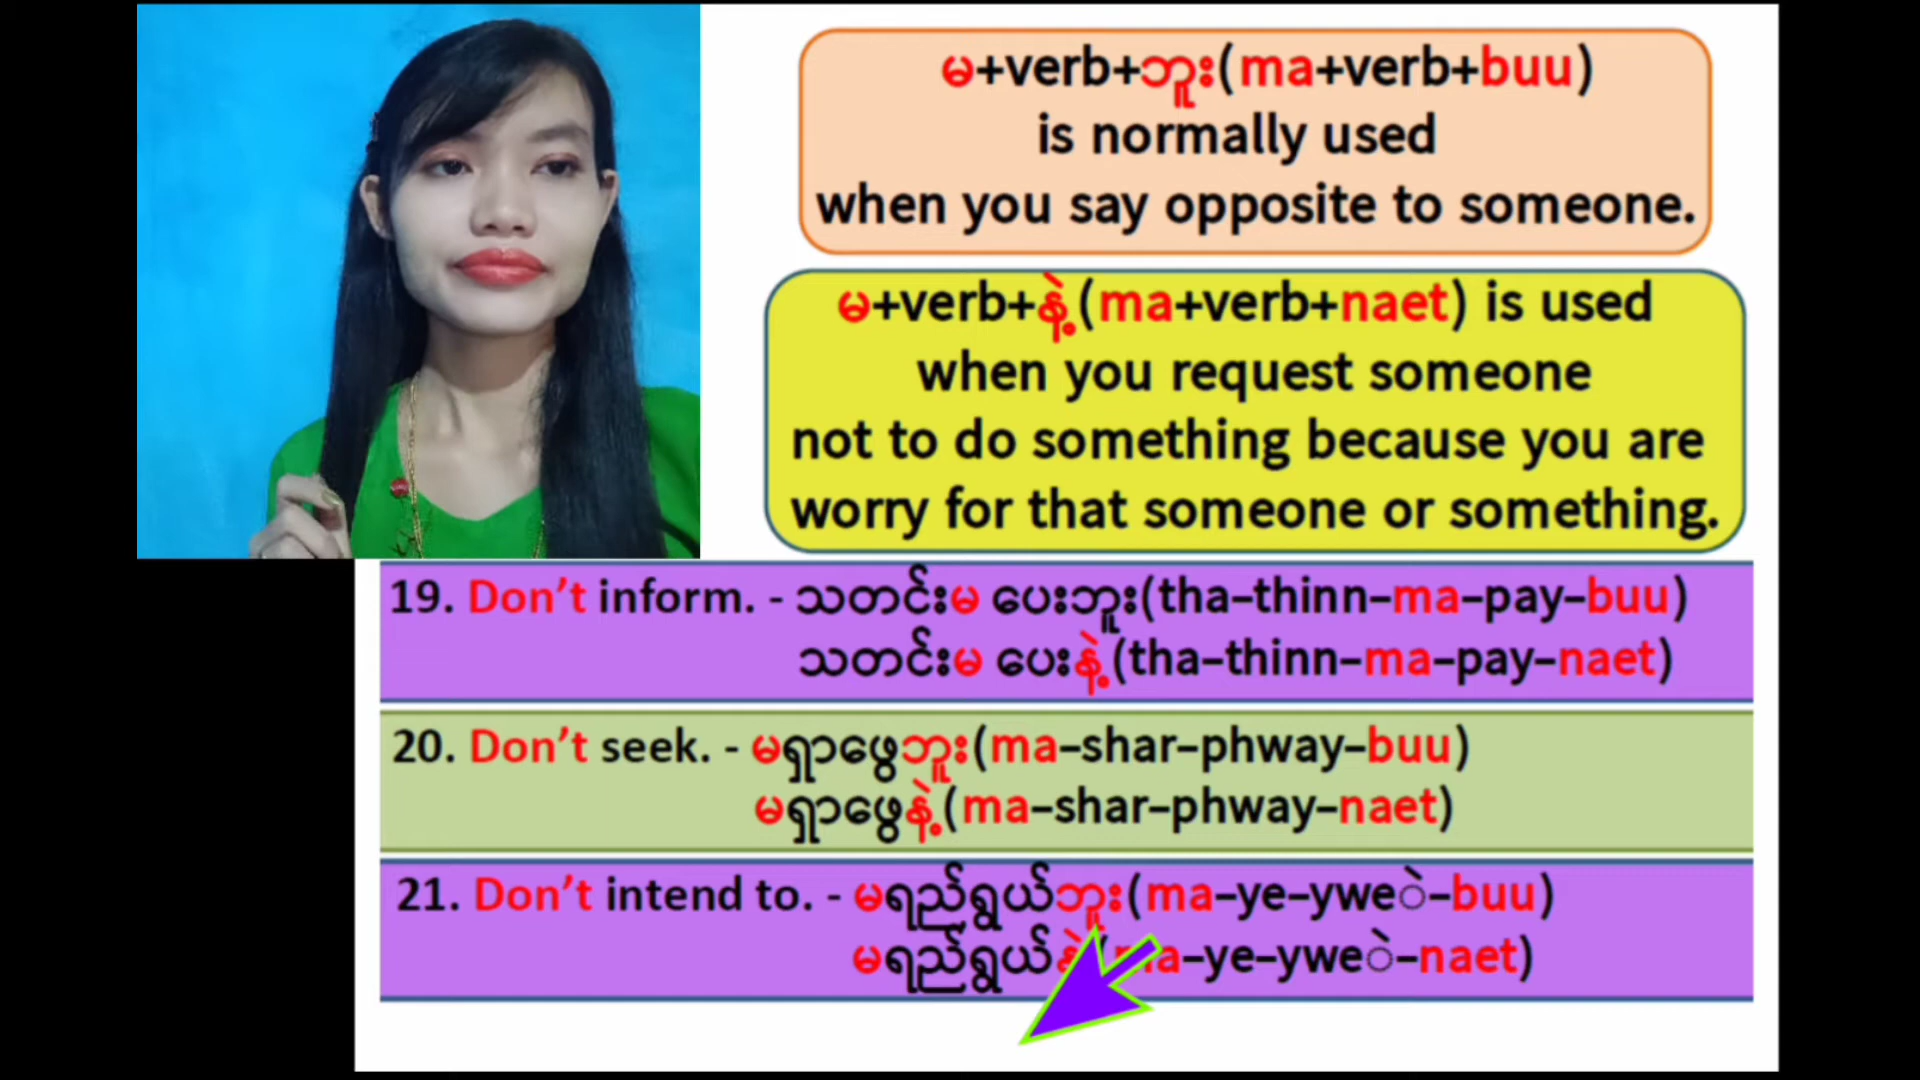 မ+verb+ဘူး(ma+verb+buu)
is normally used
when you say opposite to someone.
မ+verb+နဲ့(ma+verb+naet) is used
when you request someone
not to do something because you are
worry for that someone or something.
19. Don’t inform. - သတင်းမ ပေးဘူး(tha–thinn–ma–pay–buu)
သတင်းမ ပေးနဲ့(tha–thinn–ma–pay–naet)
20. Don’t seek. - မရှာဖွေဘူး(ma–shar–phway–buu)
မရှာဖွေနဲ့(ma–shar–phway–naet)
21. Don’t intend to. - မရည်ရွယ်ဘူး(ma–ye–yweဲ–buu)
မရည်ရွယ်နဲ့(ma–ye–yweဲ–naet)